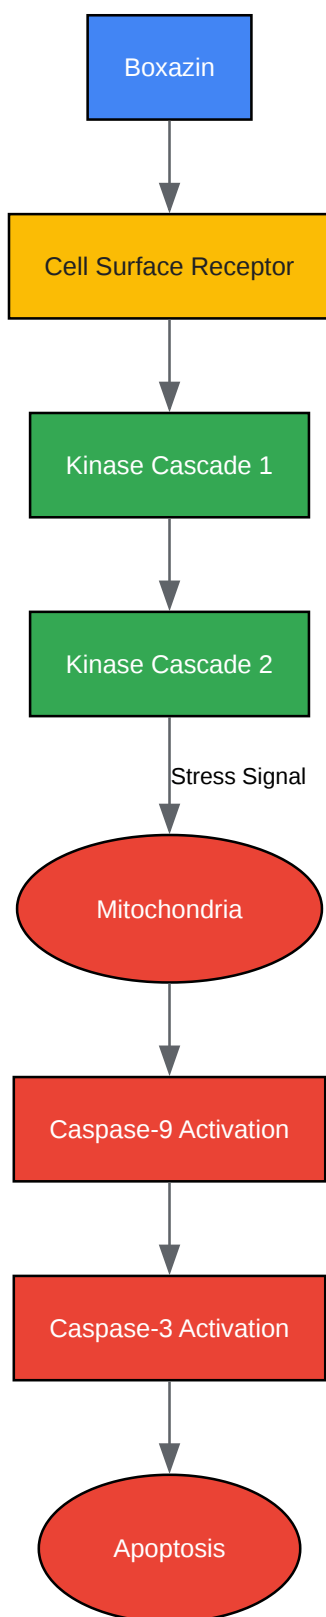 Boxazin
Cell Surface Receptor
Kinase Cascade 1
Kinase Cascade 2
Stress Signal
Mitochondria
Caspase-9 Activation
Caspase-3 Activation
Apoptosis